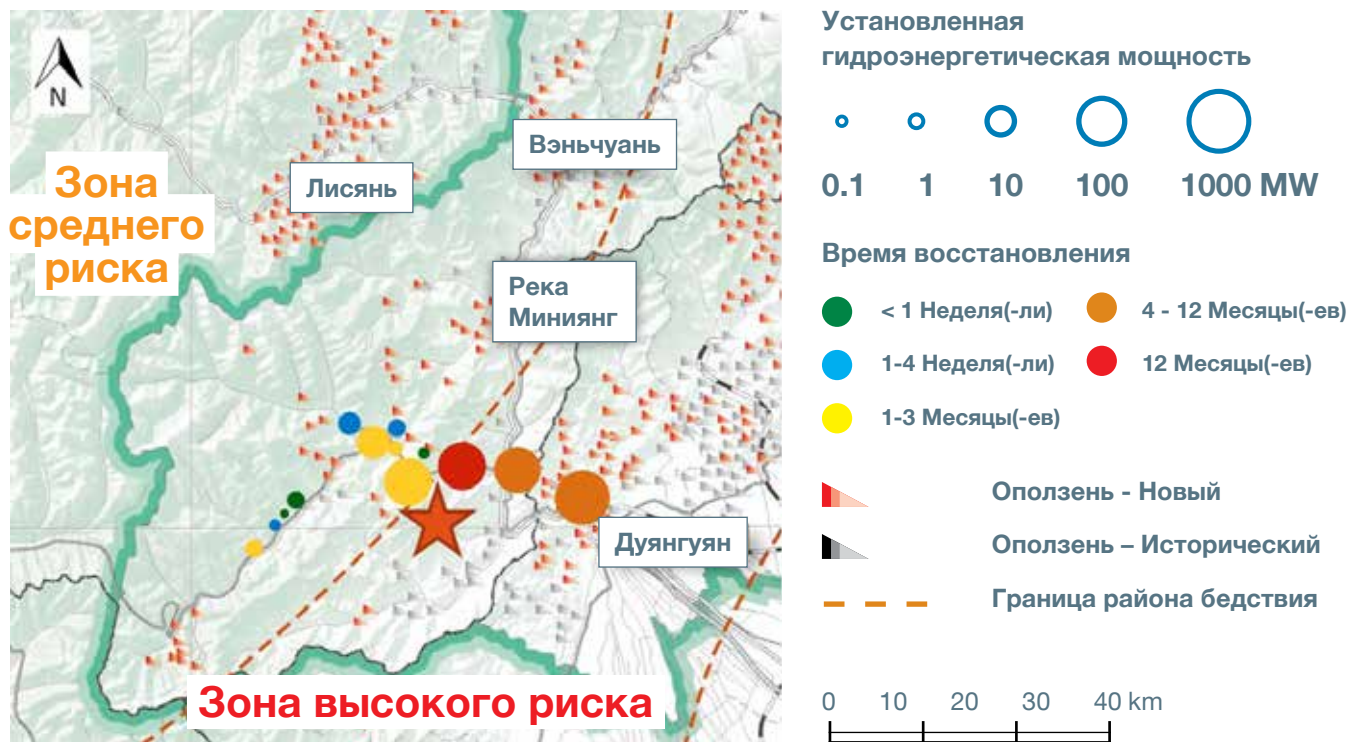 N
Зона
среднего
риска
Лисянь
Вэньчуань
Река
Миниянг
Дуянгуян
Зона высокого риска
Установленная
гидроэнергетическая мощность
0.1 1 10 100 1000 MW
Время восстановления
< 1 Неделя(-ли)
4 - 12 Месяцы(-ев)
1-4 Неделя(-ли)
12 Месяцы(-ев)
1-3 Месяцы(-ев)
Оползень - Новый
Оползень – Исторический
Граница района бедствия
0 10 20 30 40 km